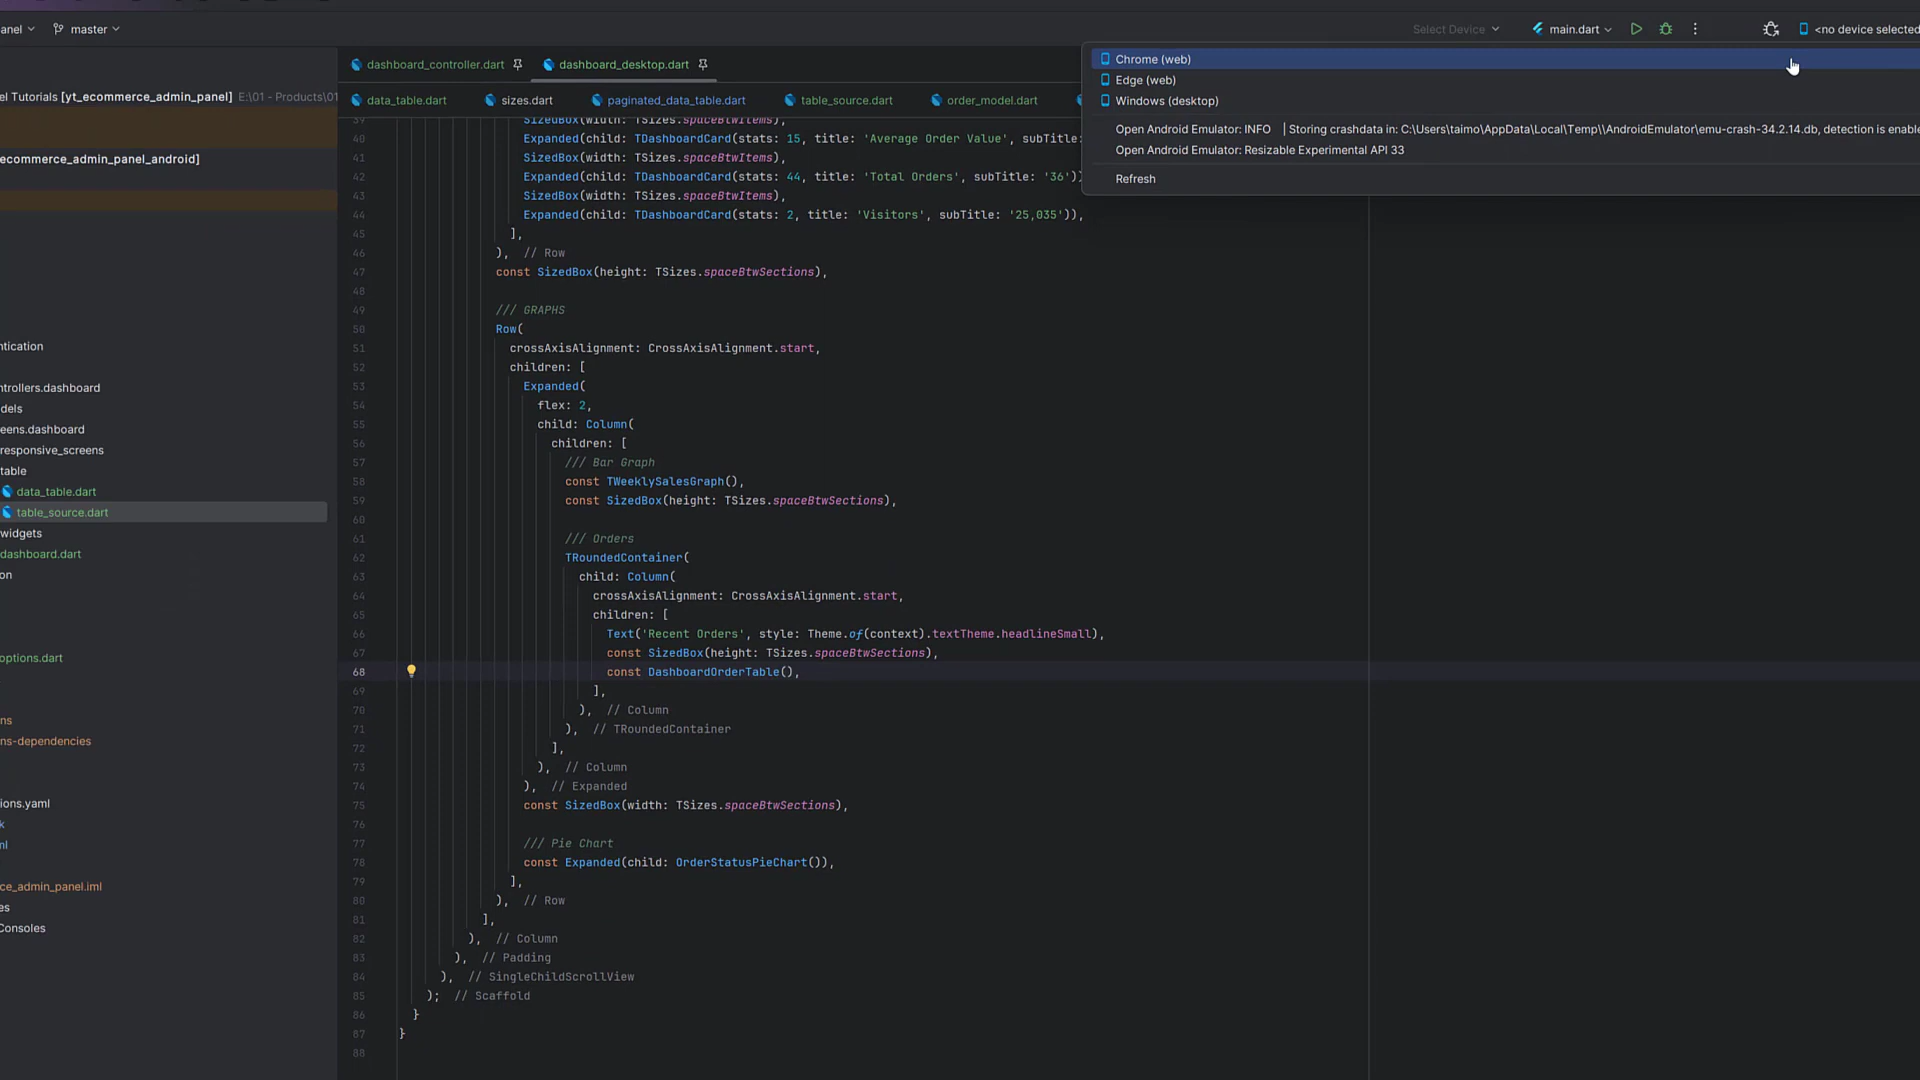 anel
master
Select Device
main.dart
<no device selected
dashboard_controller.dart
dashboard_desktop.dart
Chrome (web)
Edge (web)
Windows (desktop)
Open Android Emulator: INFO | Storing crashdata in: C:\Users\taimo\AppData\Local\Temp\\AndroidEmulator\emu-crash-34.2.14.db, detection is enable
Open Android Emulator: Resizable Experimental API 33
Refresh
el Tutorials [yt_ecommerce_admin_panel] E:\01 - Products\01
ecommerce_admin_panel_android]
ntication
ntrollers.dashboard
dels
eens.dashboard
responsive_screens
table
data_table.dart
table_source.dart
widgets
dashboard.dart
on
options.dart
ns
ns-dependencies
ions.yaml
k
ml
ce_admin_panel.iml
es
Consoles
data_table.dart
sizes.dart
paginated_data_table.dart
table_source.dart
order_model.dart
39 SizedBox(width: TSizes.spaceBtwItems),
40 Expanded(child: TDashboardCard(stats: 15, title: 'Average Order Value', subTitle:
41 SizedBox(width: TSizes.spaceBtwItems),
42 Expanded(child: TDashboardCard(stats: 44, title: 'Total Orders', subTitle: '36')
43 SizedBox(width: TSizes.spaceBtwItems),
44 Expanded(child: TDashboardCard(stats: 2, title: 'Visitors', subTitle: '25,035')),
45 ],
46 ), // Row
47 const SizedBox(height: TSizes.spaceBtwSections),
48
49 /// GRAPHS
50 Row(
51 crossAxisAlignment: CrossAxisAlignment.start,
52 children: [
53 Expanded(
54 flex: 2,
55 child: Column(
56 children: [
57 /// Bar Graph
58 const TWeeklySalesGraph(),
59 const SizedBox(height: TSizes.spaceBtwSections),
60
61 /// Orders
62 TRoundedContainer(
63 child: Column(
64 crossAxisAlignment: CrossAxisAlignment.start,
65 children: [
66 Text('Recent Orders', style: Theme.of(context).textTheme.headlineSmall),
67 const SizedBox(height: TSizes.spaceBtwSections),
68 const DashboardOrderTable(),
69 ],
70 ), // Column
71 ), // TRoundedContainer
72 ],
73 ), // Column
74 ), // Expanded
75 const SizedBox(width: TSizes.spaceBtwSections),
76
77 /// Pie Chart
78 const Expanded(child: OrderStatusPieChart()),
79 ],
80 ), // Row
81 ],
82 ), // Column
83 ), // Padding
84 ), // SingleChildScrollView
85 ); // Scaffold
86 }
87 }
88